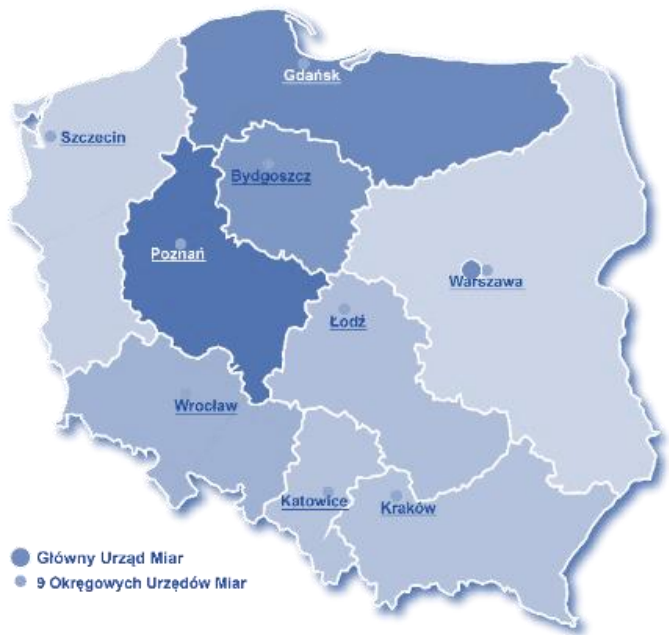 Gdańsk
Szczecin
Bydgoszcz
Poznań
Warszawa
Łodź
Wrocław
Katowice
Kraków
Główny Urząd Miar
9 Okręgowych Urzędów Miar